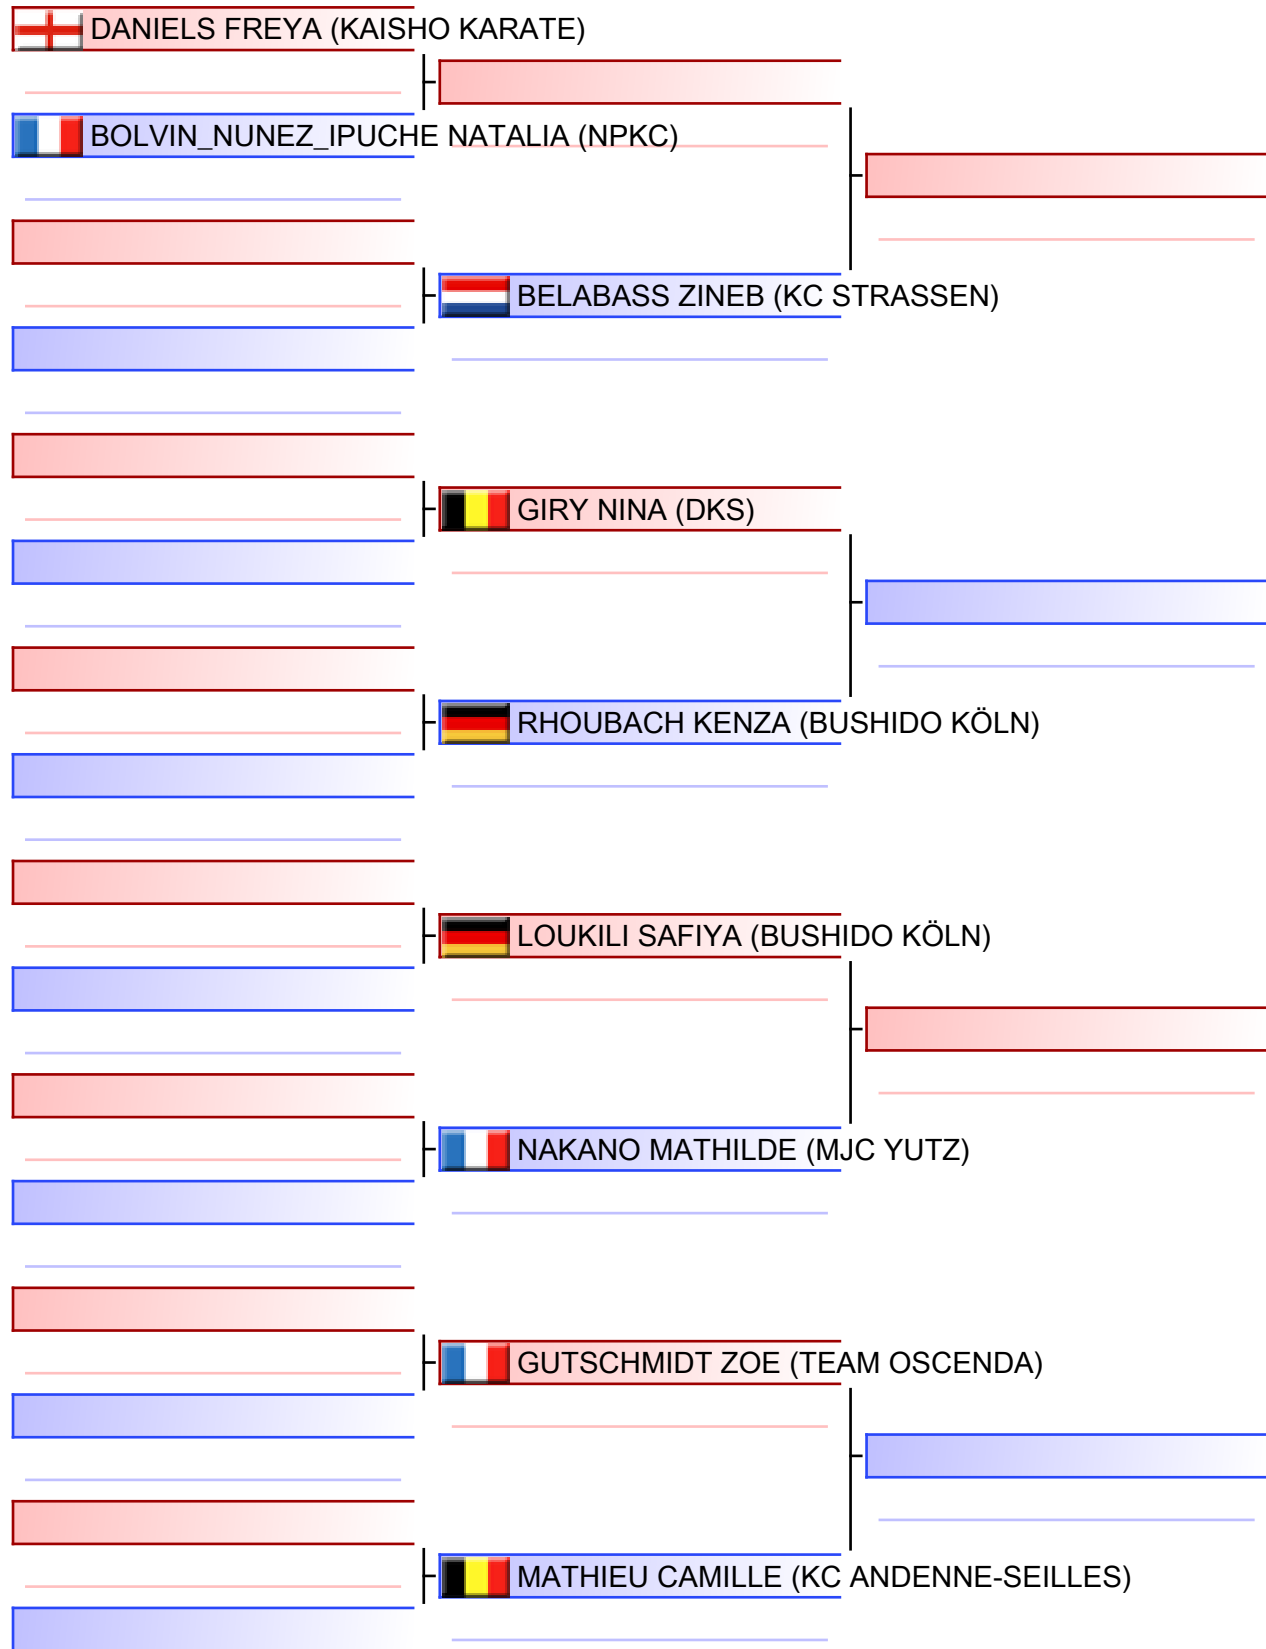 DANIELS FREYA (KAISHO KARATE)
BOLVIN_NUNEZ_IPUCHE NATALIA (NPKC)
BELABASS ZINEB (KC STRASSEN)
GIRY NINA (DKS)
RHOUBACH KENZA (BUSHIDO KÖLN)
LOUKILI SAFIYA (BUSHIDO KÖLN)
NAKANO MATHILDE (MJC YUTZ)
GUTSCHMIDT ZOE (TEAM OSCENDA)
MATHIEU CAMILLE (KC ANDENNE-SEILLES)